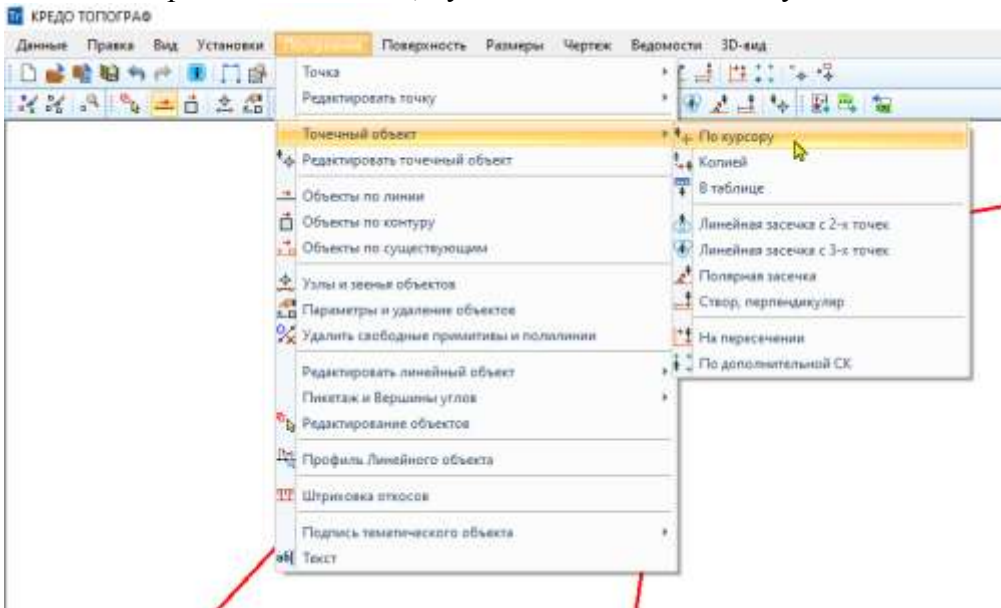 КРЕДО ТОПОГРАФ
Данные Правка Вид Установки Построения Поверхность Размеры Чертеж Ведомости 3D-вид
Точка
Редактировать точку
Точечный объект
Редактировать точечный объект
Объекты по линии
Объекты по контуру
Объекты по существующим
Узлы и звенья объектов
Параметры и удаление объектов
Удалить свободные примитивы и полилинии
Редактировать линейный объект
Пикетаж и Вершины углов
Редактирование объектов
Профиль Линейного объекта
Штриховка откосов
Подпись тематического объекта
Текст
По курсору
Копией
В таблице
Линейная засечка с 2-х точек
Линейная засечка с 3-х точек
Полярная засечка
Створ, перпендикуляр
На пересечении
По дополнительной СК